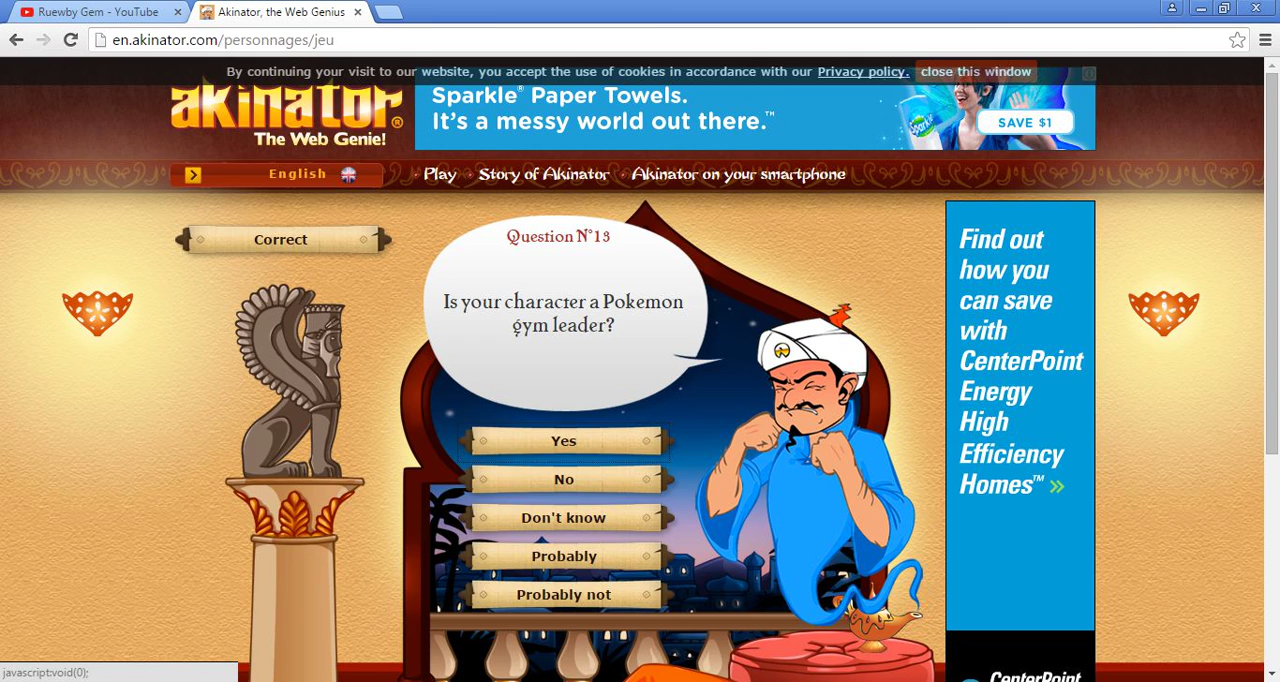 Ruewby Gem - YouTube
Akinator, the Web Genius
en.akinator.com/personnages/jeu
By continuing your visit to our website, you accept the use of cookies in accordance with our Privacy policy. close this window
akinator®
The Web Genie!
Sparkle® Paper Towels.
It's a messy world out there.™
Sparkle
SAVE $1
English
· Play · Story of Akinator · Akinator on your smartphone
Correct
Question N°13
Is your character a Pokemon
gym leader?
Yes
No
Don't know
Probably
Probably not
Find out
how you
can save
with
CenterPoint
Energy
High
Efficiency
Homes™ »
CenterPoint
javascript:void(0);